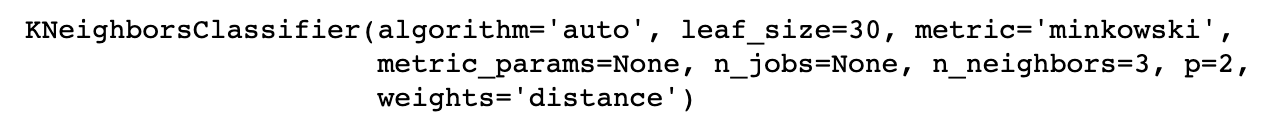 KNeighborsClassifier(algorithm='auto', leaf_size=30, metric='minkowski',
metric_params=None, n_jobs=None, n_neighbors=3, p=2,
weights='distance')